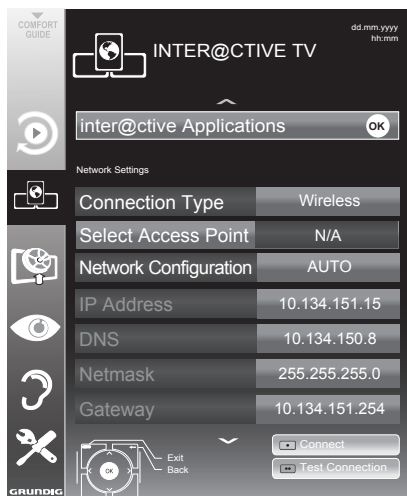 COMFORT
GUIDE
dd.mm.yyyy
hh:mm
INTER@CTIVE TV
inter@ctive Applications OK
Network Settings
Connection Type Wireless
Select Access Point N/A
Network Configuration AUTO
IP Address 10.134.151.15
DNS 10.134.150.8
Netmask 255.255.255.0
Gateway 10.134.151.254
OK
Exit
Back
Connect
Test Connection
GRUNDIG